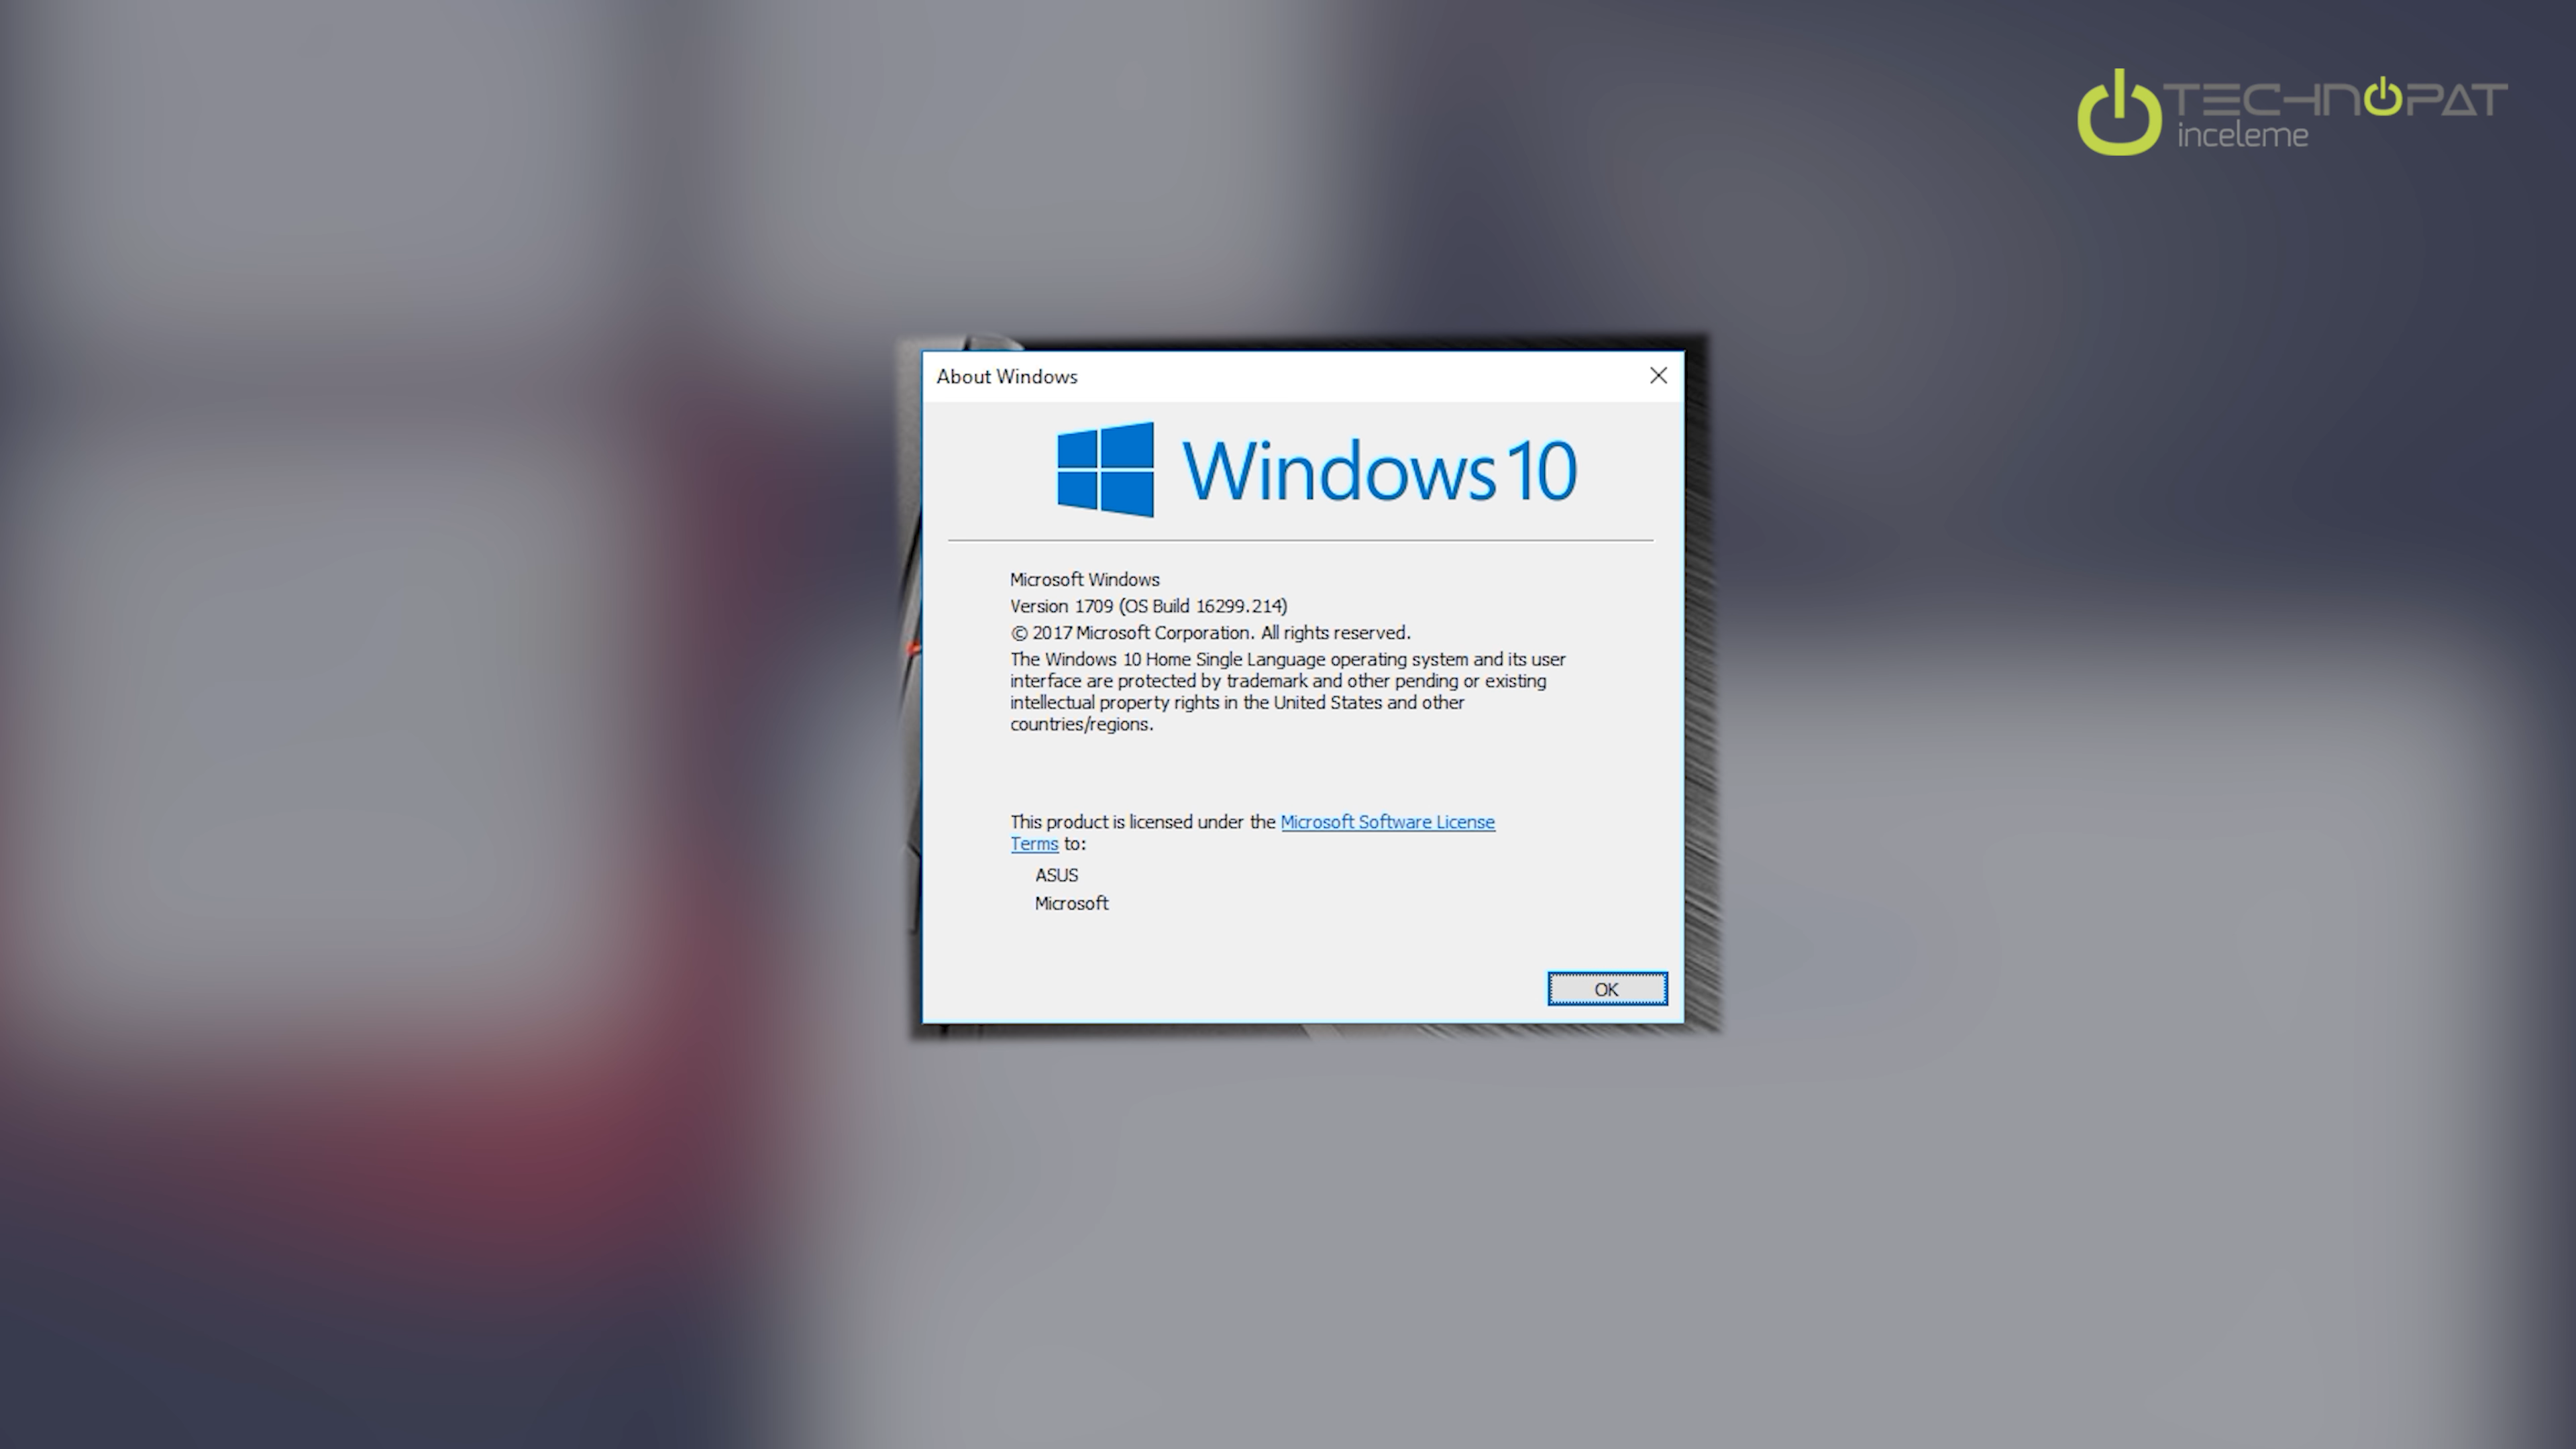 TECHNOPAT
inceleme
About Windows
Windows 10
Microsoft Windows
Version 1709 (OS Build 16299.214)
© 2017 Microsoft Corporation. All rights reserved.
The Windows 10 Home Single Language operating system and its user
interface are protected by trademark and other pending or existing
intellectual property rights in the United States and other
countries/regions.
This product is licensed under the Microsoft Software License
Terms to:
ASUS
Microsoft
OK